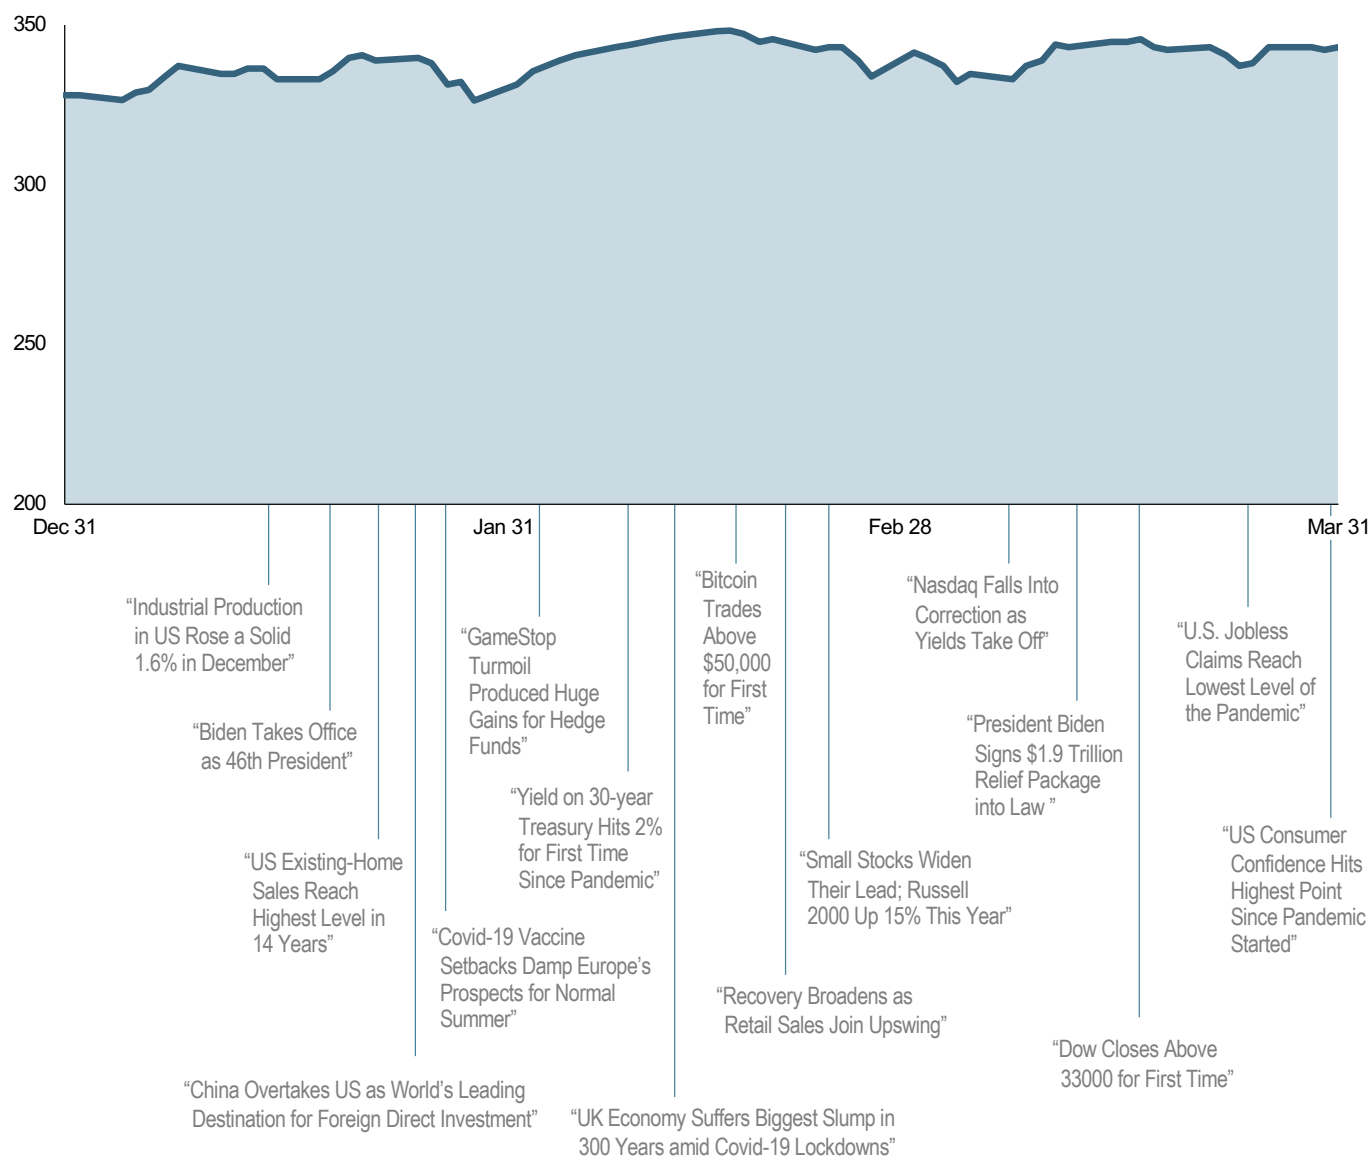 350
300
250
200
Dec 31
Jan 31
Feb 28
Mar 31
“Industrial Production
in US Rose a Solid
1.6% in December”
“Biden Takes Office
as 46th President”
“US Existing-Home
Sales Reach
Highest Level in
14 Years”
“China Overtakes US as World’s Leading
Destination for Foreign Direct Investment”
“Covid-19 Vaccine
Setbacks Damp Europe’s
Prospects for Normal
Summer”
“GameStop
Turmoil
Produced Huge
Gains for Hedge
Funds”
“Yield on 30-year
Treasury Hits 2%
for First Time
Since Pandemic”
“UK Economy Suffers Biggest Slump in
300 Years amid Covid-19 Lockdowns”
“Bitcoin
Trades
Above
$50,000
for First
Time”
“Recovery Broadens as
Retail Sales Join Upswing”
“Small Stocks Widen
Their Lead; Russell
2000 Up 15% This Year”
“Nasdaq Falls Into
Correction as
Yields Take Off”
“President Biden
Signs $1.9 Trillion
Relief Package
into Law ”
“Dow Closes Above
33000 for First Time”
“U.S. Jobless
Claims Reach
Lowest Level of
the Pandemic”
“US Consumer
Confidence Hits
Highest Point
Since Pandemic
Started”